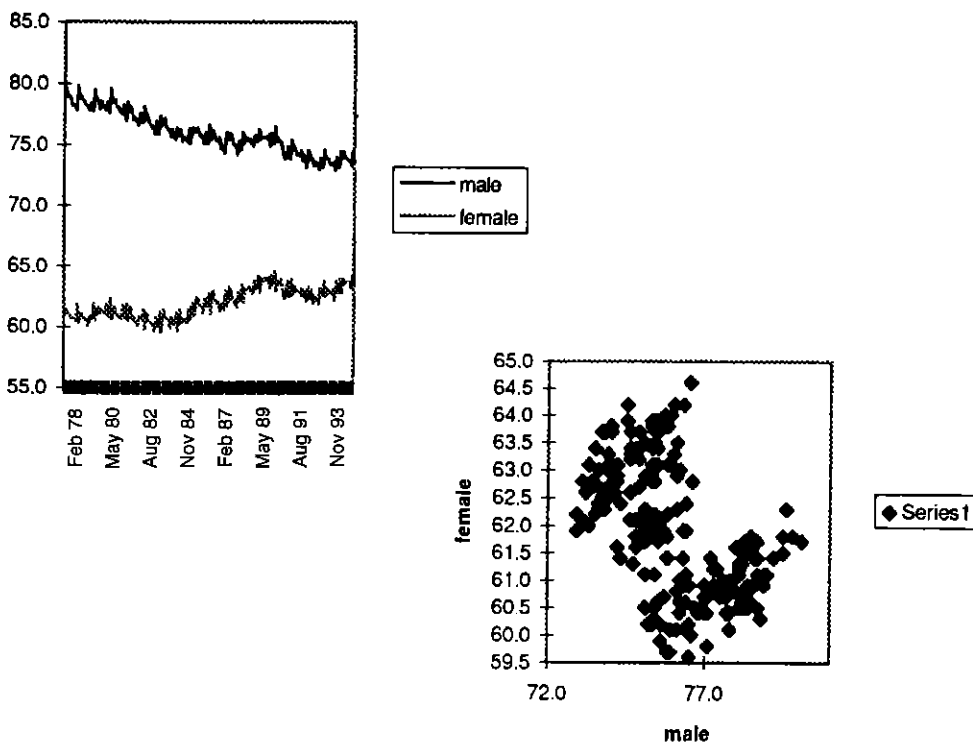 85.0
80.0
75.0
70.0
65.0
60.0
55.0
Feb 78
May 80
Aug 82
Nov 84
Feb 87
May 89
Aug 91
Nov 93
male
female
65.0
64.5
64.0
63.5
63.0
62.5
62.0
61.5
61.0
60.5
60.0
59.5
female
72.0 77.0
male
Series1